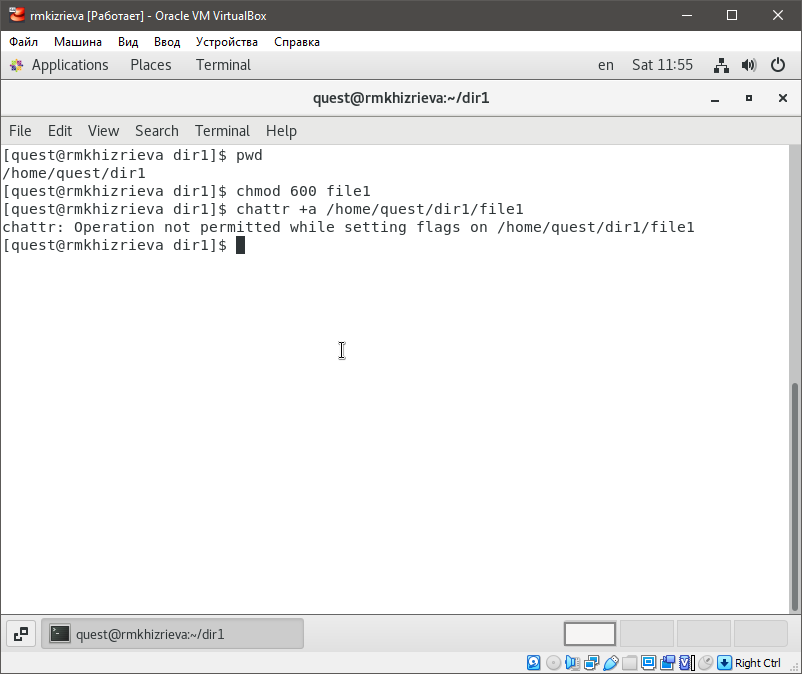 rmkizrieva [Работает] - Oracle VM VirtualBox
Файл Машина Вид Ввод Устройства Справка
Applications Places Terminal en Sat 11:55
quest@rmkhizrieva:~/dir1
File Edit View Search Terminal Help
[quest@rmkhizrieva dir1]$ pwd
/home/quest/dir1
[quest@rmkhizrieva dir1]$ chmod 600 file1
[quest@rmkhizrieva dir1]$ chattr +a /home/quest/dir1/file1
chattr: Operation not permitted while setting flags on /home/quest/dir1/file1
[quest@rmkhizrieva dir1]$
quest@rmkhizrieva:~/dir1
Right Ctrl